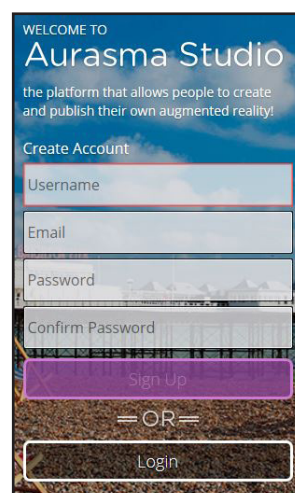 WELCOME TO
Aurasma Studio
the platform that allows people to create
and publish their own augmented reality!
Create Account
Username
Email
Password
Confirm Password
Sign Up
OR
Login